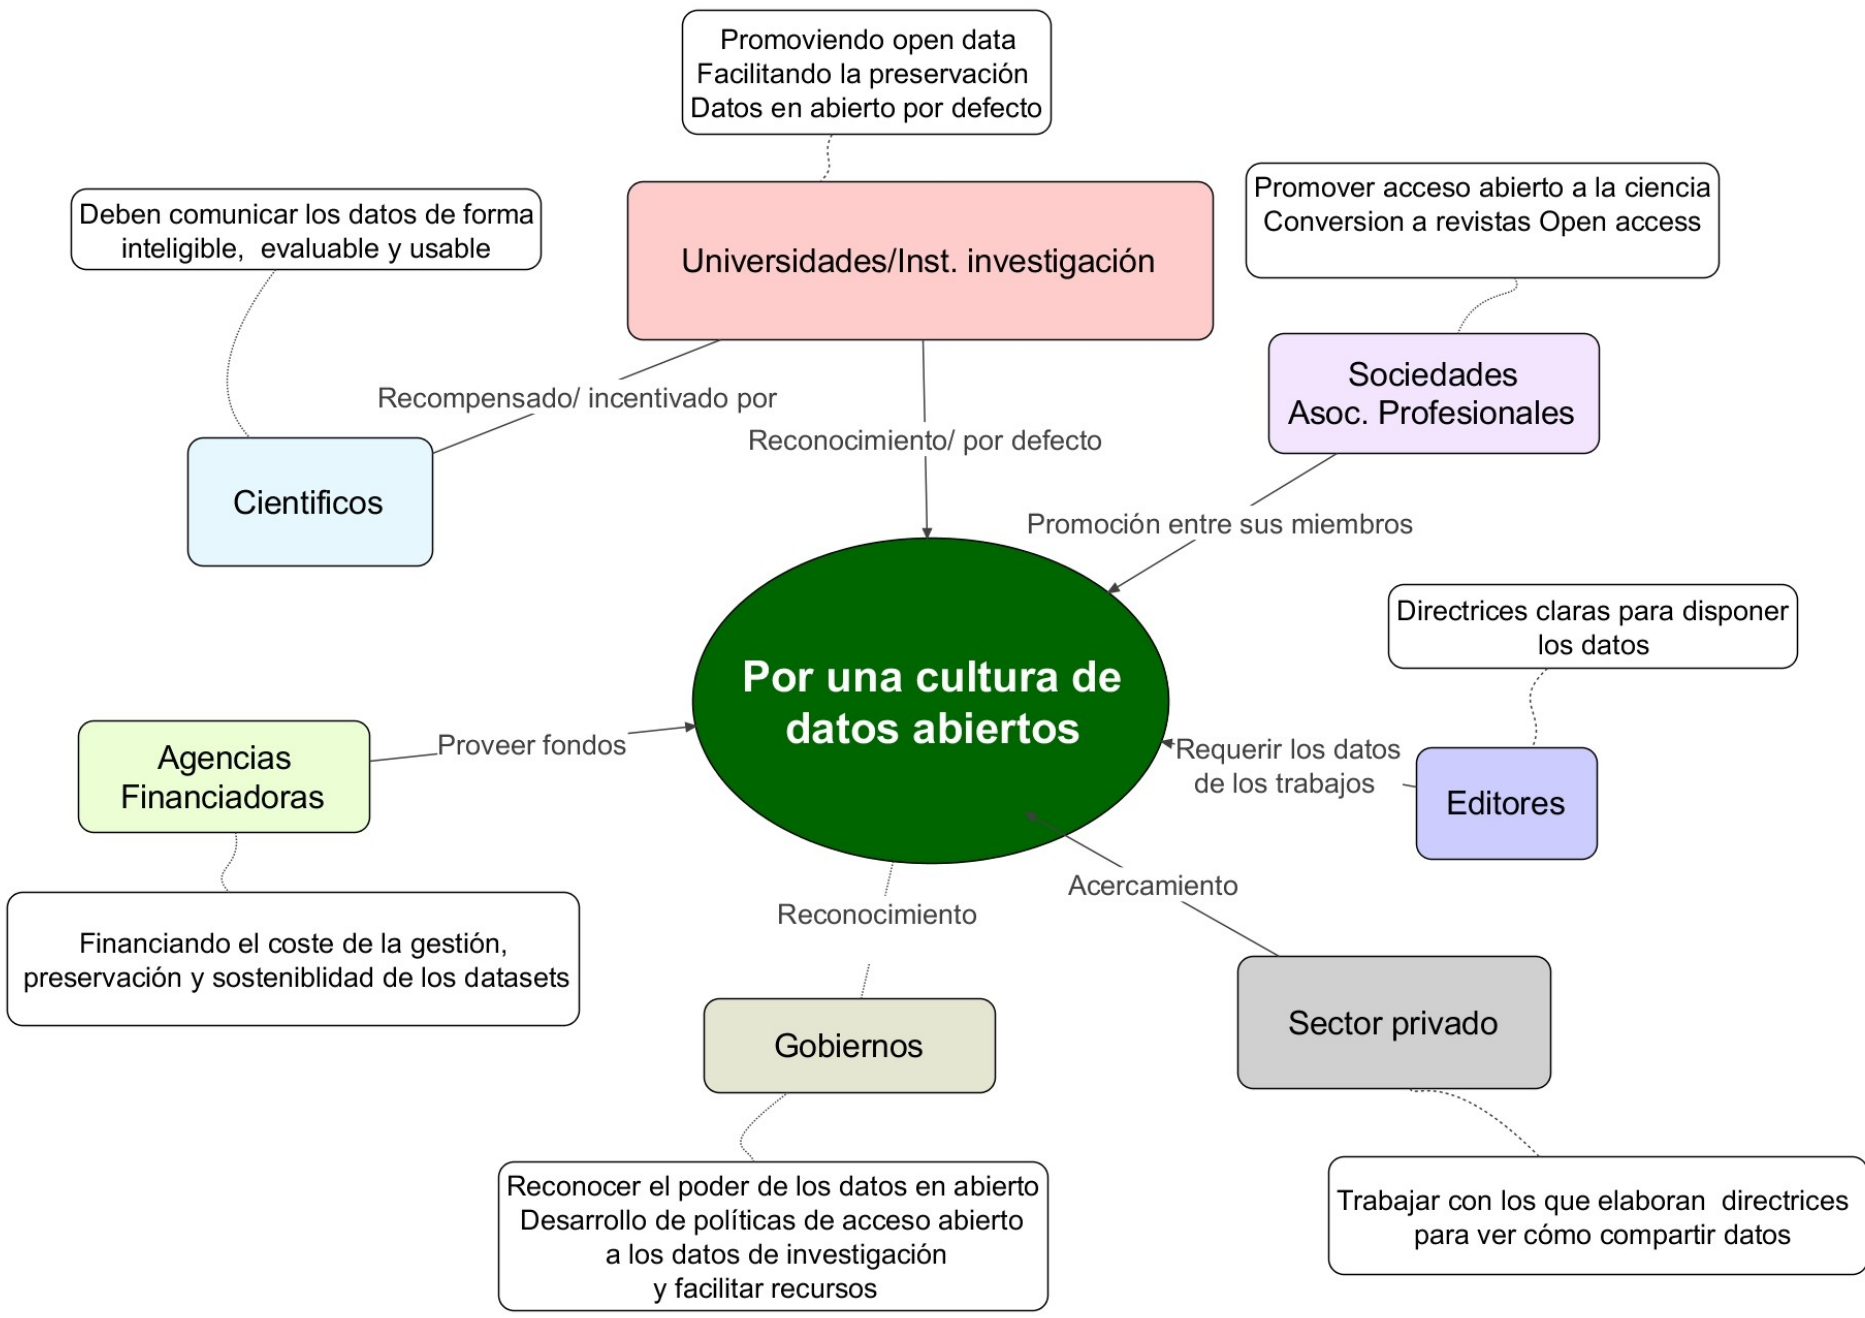 Promoviendo open data
Facilitando la preservación
Datos en abierto por defecto
Deben comunicar los datos de forma
inteligible, evaluable y usable
Universidades/Inst. investigación
Promover acceso abierto a la ciencia
Conversion a revistas Open access
Recompensado/ incentivado por
Reconocimiento/ por defecto
Sociedades
Asoc. Profesionales
Cientificos
Promoción entre sus miembros
Directrices claras para disponer
los datos
Por una cultura de
datos abiertos
Agencias
Financiadoras
Proveer fondos
Requerir los datos
de los trabajos
Editores
Acercamiento
Reconocimiento
Financiando el coste de la gestión,
preservación y sosteniblidad de los datasets
Gobiernos
Sector privado
Reconocer el poder de los datos en abierto
Desarrollo de políticas de acceso abierto
a los datos de investigación
y facilitar recursos
Trabajar con los que elaboran directrices
para ver cómo compartir datos